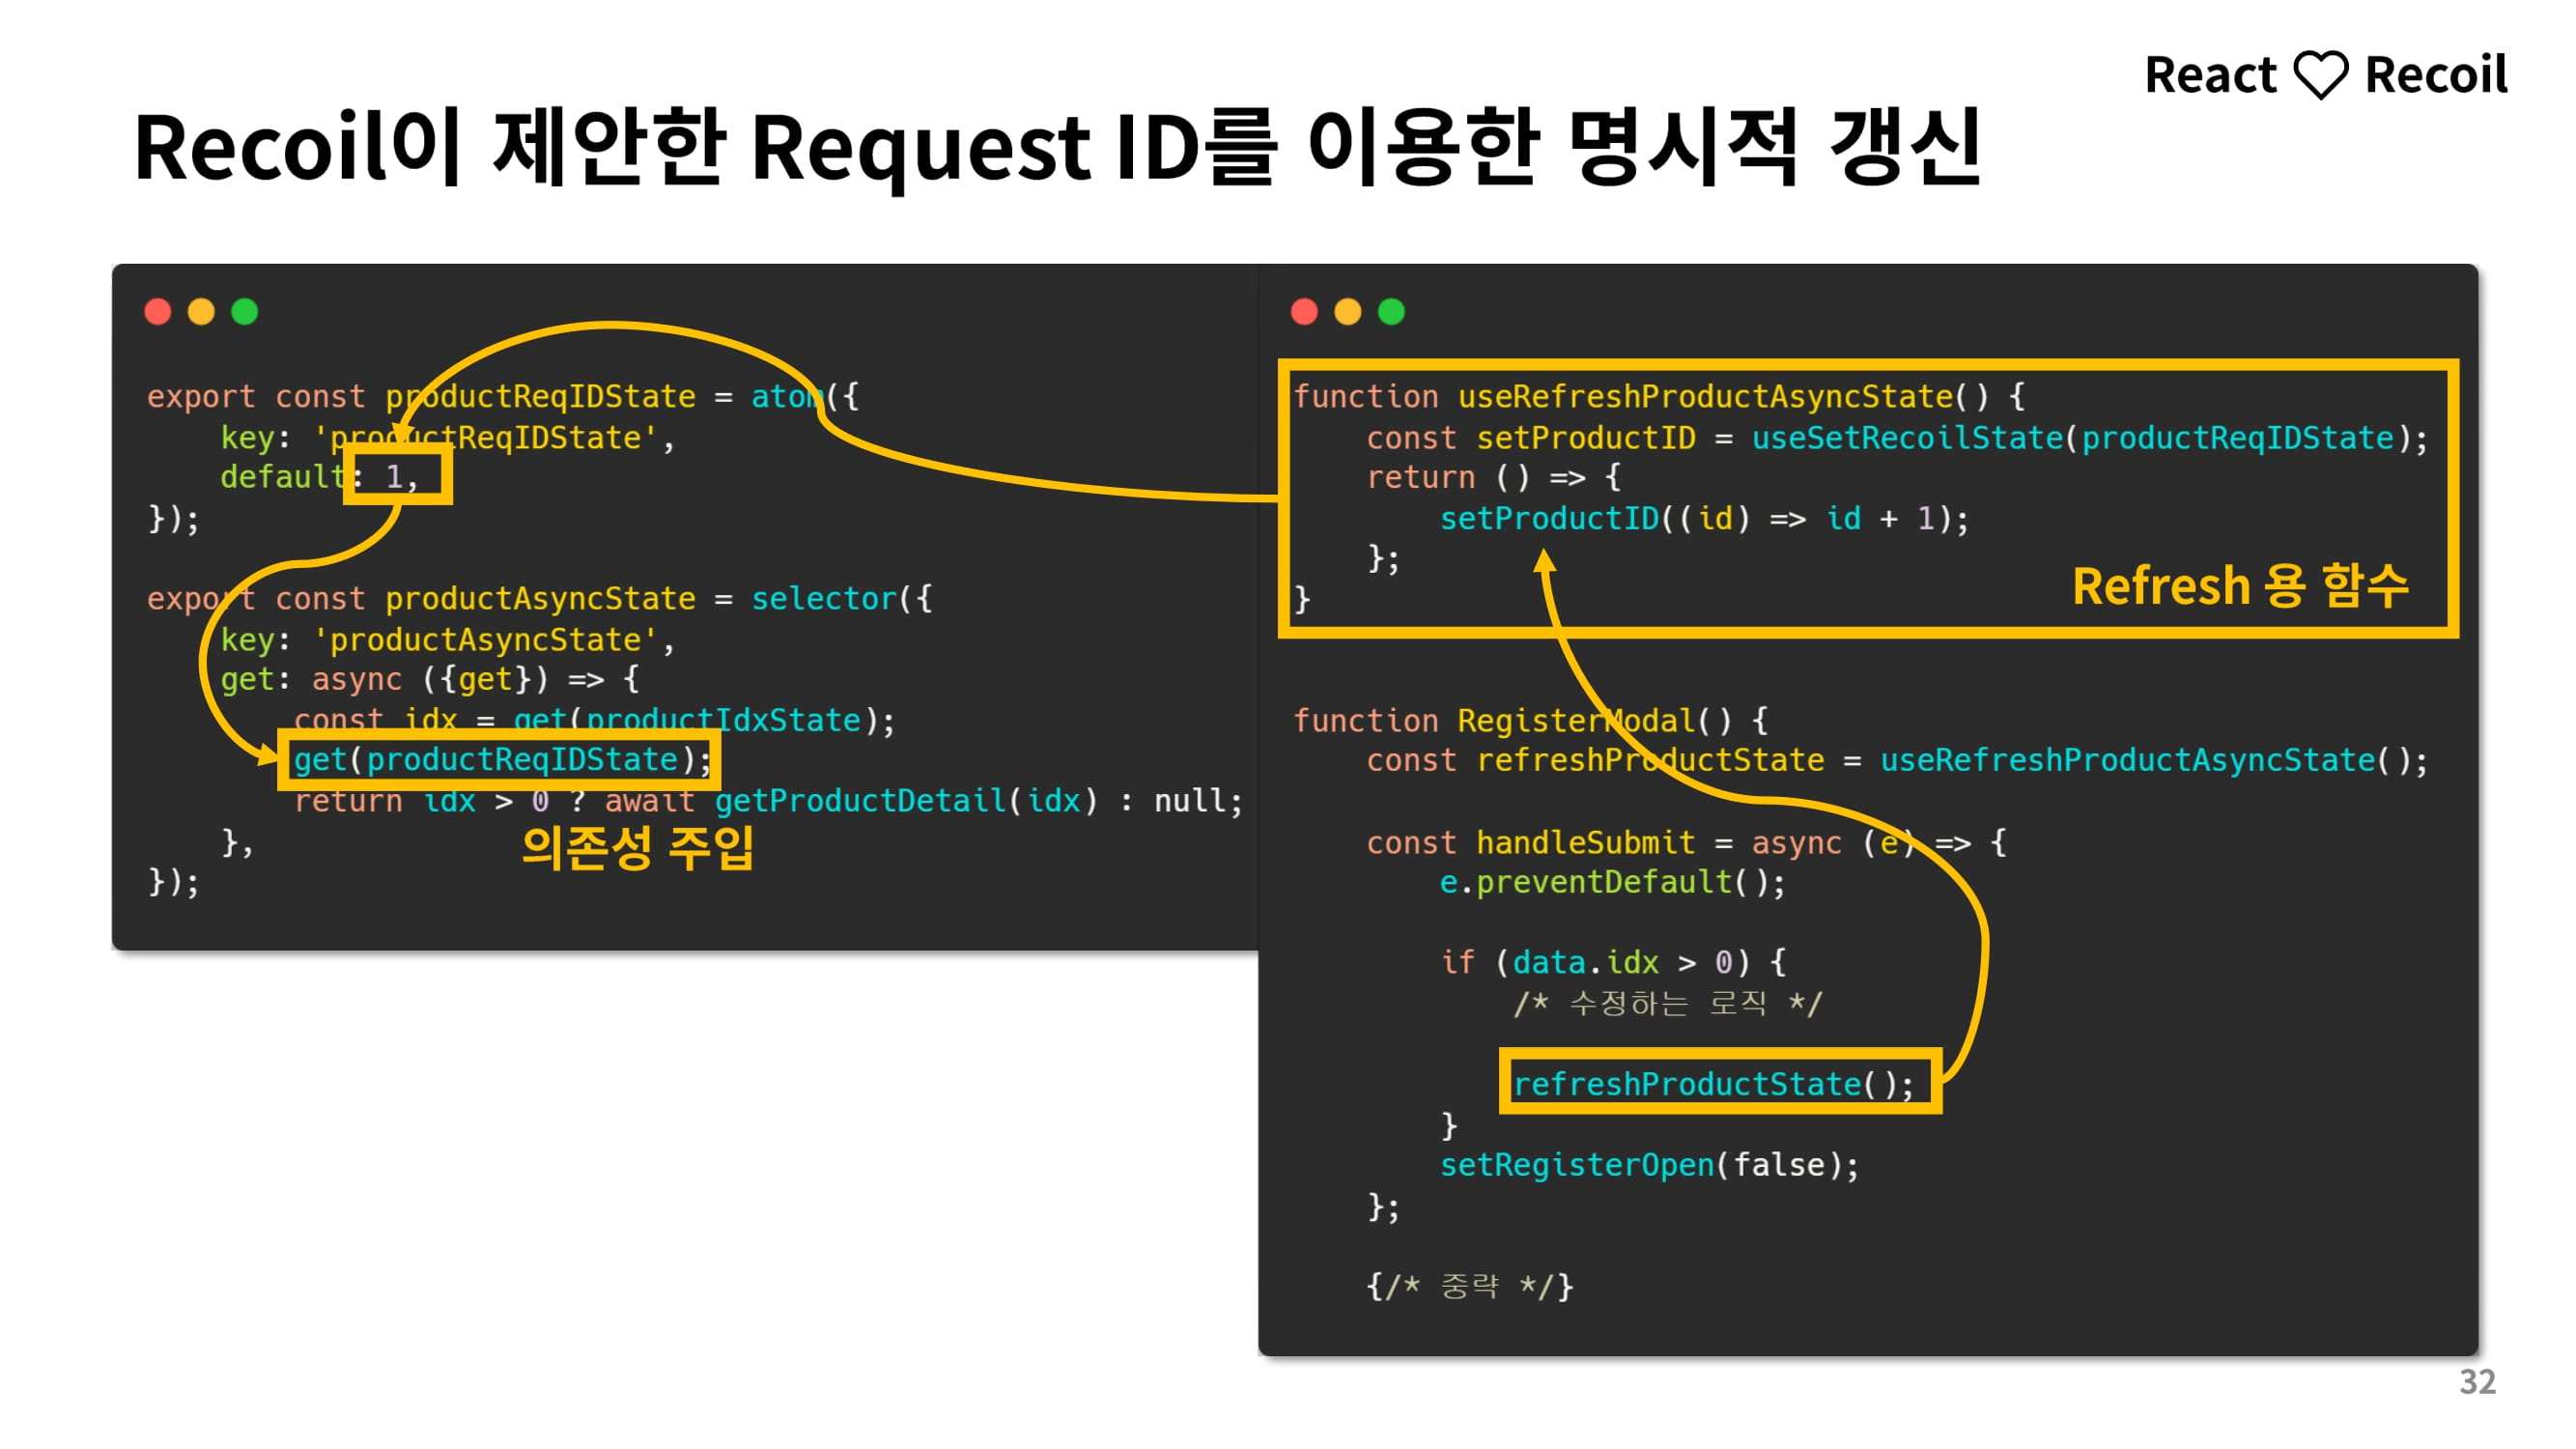 React ♡ Recoil
Recoil이 제안한 Request ID를 이용한 명시적 갱신
export const productReqIDState = atom({
    key: 'productReqIDState',
    default: 1,
});

export const productAsyncState = selector({
    key: 'productAsyncState',
    get: async ({get}) => {
        const idx = get(productIdxState);
        get(productReqIDState);
        return idx > 0 ? await getProductDetail(idx) : null;
    },
});
의존성 주입
function useRefreshProductAsyncState() {
    const setProductID = useSetRecoilState(productReqIDState);
    return () => {
        setProductID((id) => id + 1);
    };
}
Refresh 용 함수
function RegisterModal() {
    const refreshProductState = useRefreshProductAsyncState();

    const handleSubmit = async (e) => {
        e.preventDefault();

        if (data.idx > 0) {
            /* 수정하는 로직 */

            refreshProductState();
        }
        setRegisterOpen(false);
    };

    {/* 중략 */}
32